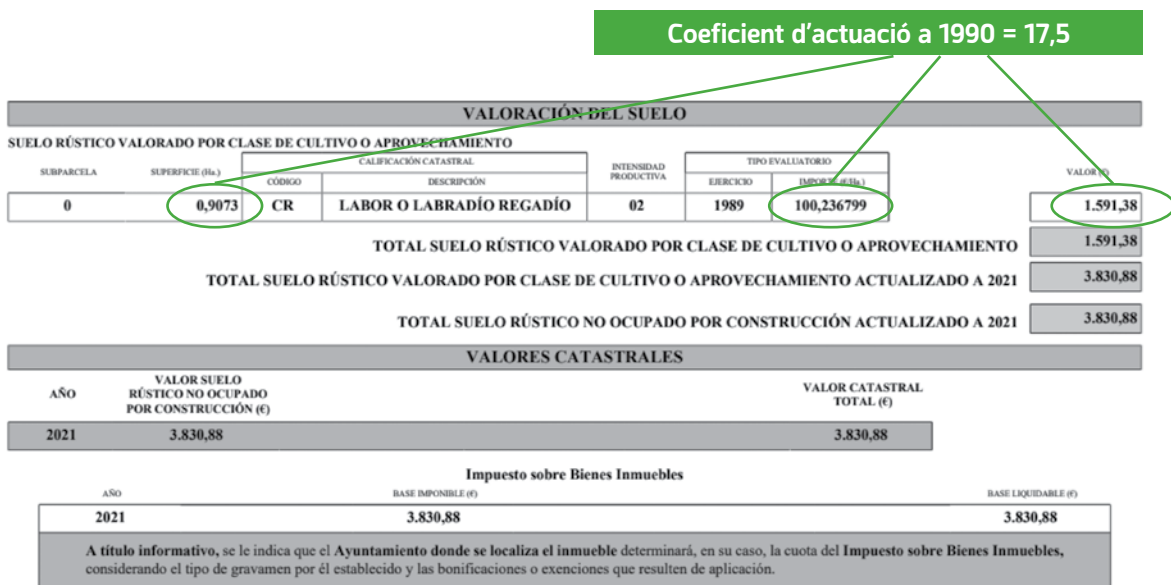 Coeficient d'actuació a 1990 = 17,5
VALORACIÓN DEL SUELO
SUELO RÚSTICO VALORADO POR CLASE DE CULTIVO O APROVECHAMIENTO
SUBPARCELA SUPERFICIE (Ha.) CALIFICACIÓN CATASTRAL INTENSIDAD PRODUCTIVA TIPO EVALUATORIO VALOR (€)
CÓDIGO DESCRIPCIÓN EJERCICIO IMPORTE (€/Ha.)
0 0,9073 CR LABOR O LABRADÍO REGADÍO 02 1989 100,236799 1.591,38
TOTAL SUELO RÚSTICO VALORADO POR CLASE DE CULTIVO O APROVECHAMIENTO 1.591,38
TOTAL SUELO RÚSTICO VALORADO POR CLASE DE CULTIVO O APROVECHAMIENTO ACTUALIZADO A 2021 3.830,88
TOTAL SUELO RÚSTICO NO OCUPADO POR CONSTRUCCIÓN ACTUALIZADO A 2021 3.830,88
VALORES CATASTRALES
AÑO VALOR SUELO RÚSTICO NO OCUPADO POR CONSTRUCCIÓN (€) VALOR CATASTRAL TOTAL (€)
2021 3.830,88 3.830,88
Impuesto sobre Bienes Inmuebles
AÑO BASE IMPONIBLE (€) BASE LIQUIDABLE (€)
2021 3.830,88 3.830,88
A título informativo, se le indica que el Ayuntamiento donde se localiza el inmueble determinará, en su caso, la cuota del Impuesto sobre Bienes Inmuebles,
considerando el tipo de gravamen por él establecido y las bonificaciones o exenciones que resulten de aplicación.